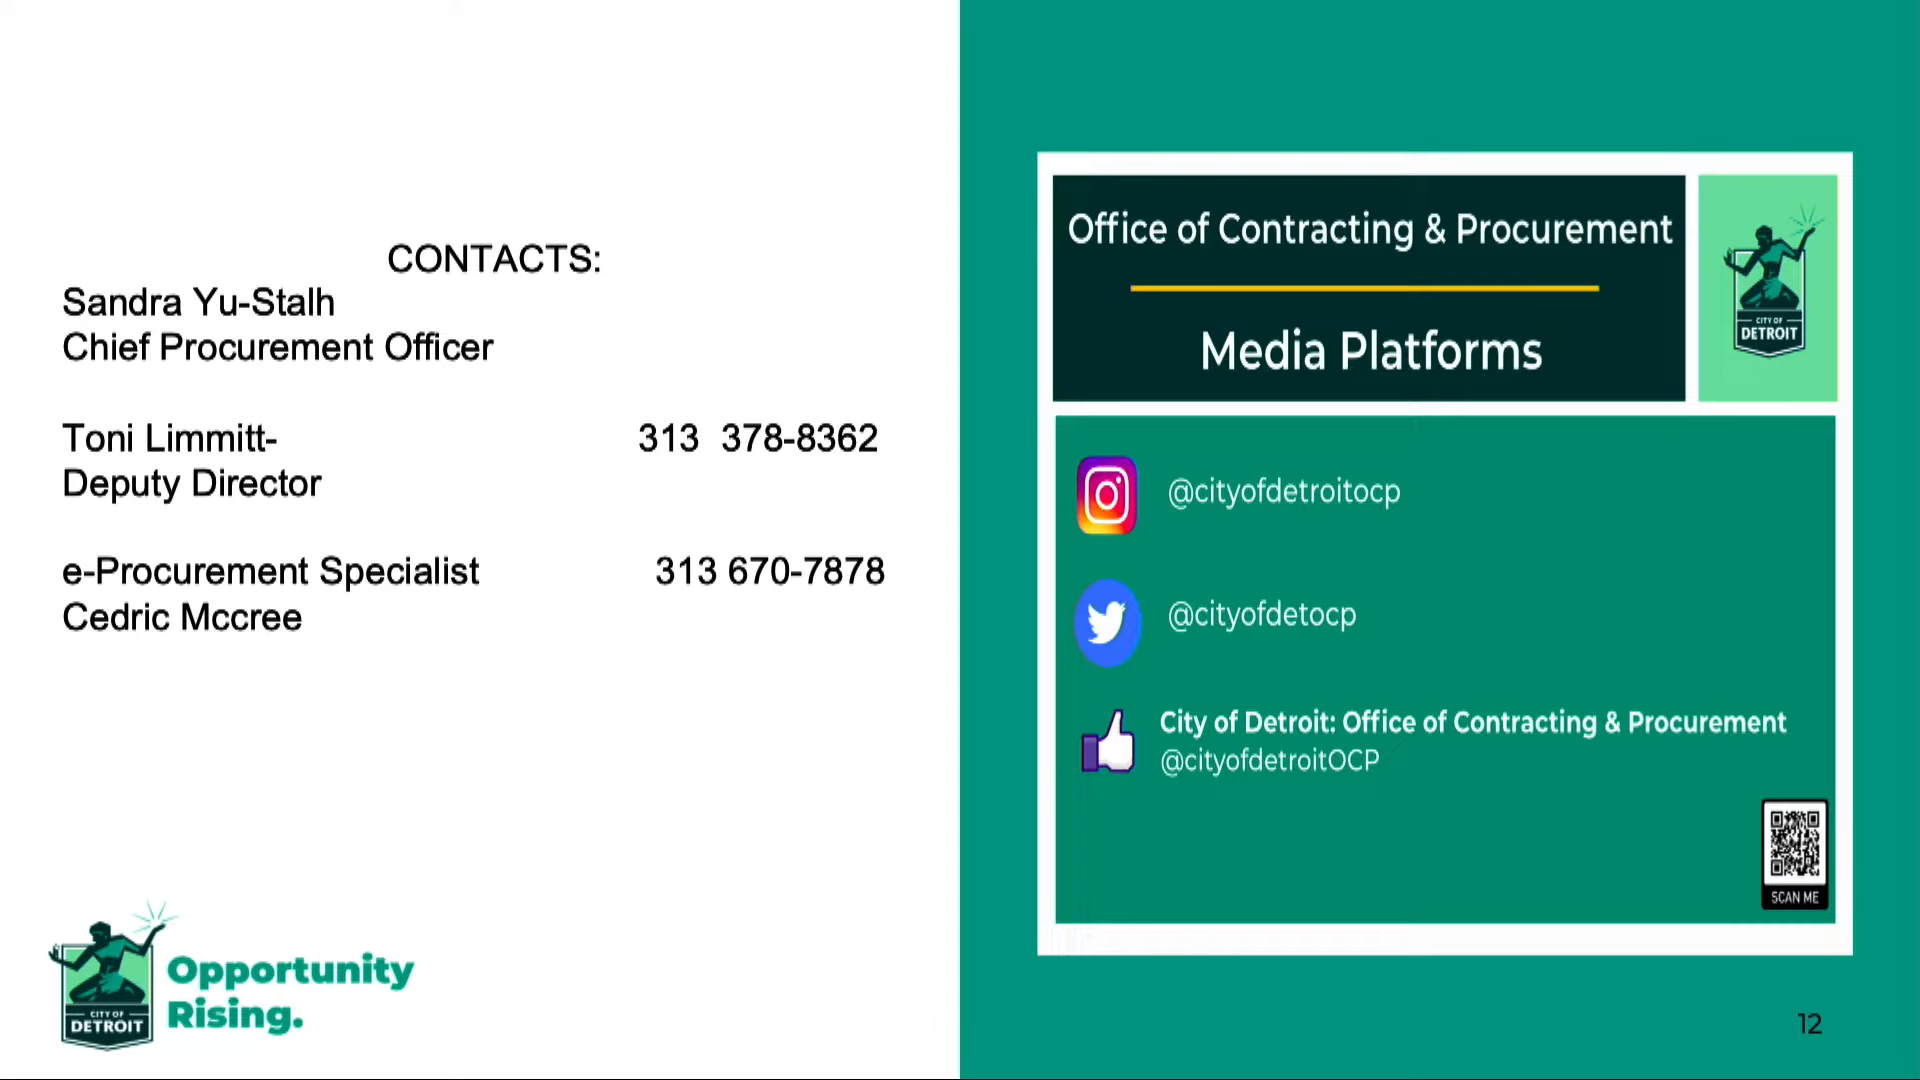 CONTACTS:
Sandra Yu-Stalh
Chief Procurement Officer
Toni Limmitt- 313 378-8362
Deputy Director
e-Procurement Specialist 313 670-7878
Cedric Mccree
CITY OF
DETROIT
Opportunity
Rising.
Office of Contracting & Procurement
Media Platforms
CITY OF
DETROIT
@cityofdetroitocp
@cityofdetocp
City of Detroit: Office of Contracting & Procurement
@cityofdetroitOCP
SCAN ME
12